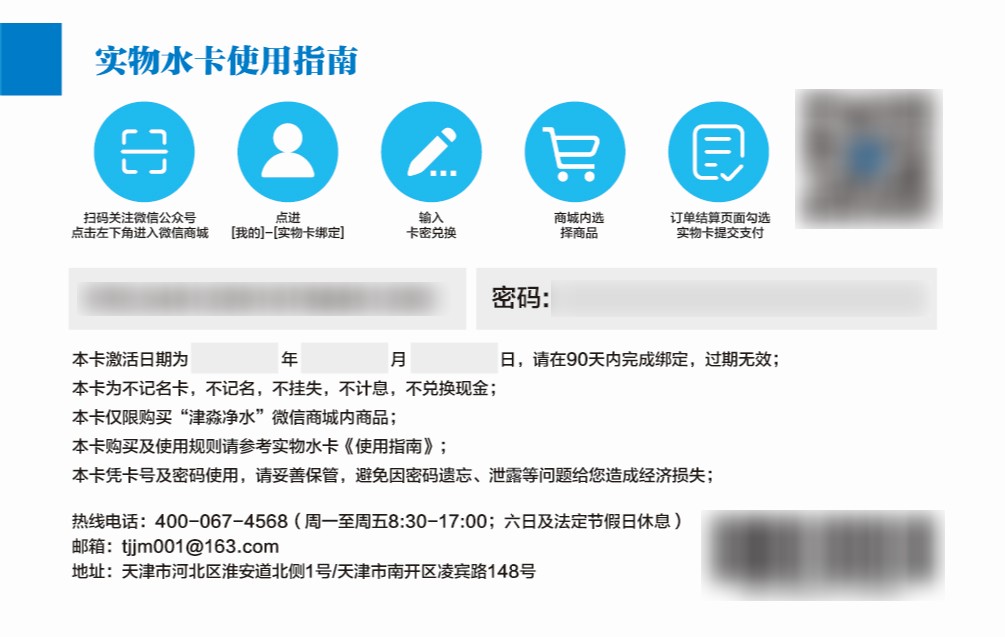 实物水卡使用指南
扫码关注微信公众号
点击左下角进入微信商城
点进
[我的]-[实物卡绑定]
输入
卡密兑换
商城内选
择商品
订单结算页面勾选
实物卡提交支付
密码:
本卡激活日期为 年 月 日，请在90天内完成绑定，过期无效；
本卡为不记名卡，不记名，不挂失，不计息，不兑换现金；
本卡仅限购买“津淼净水”微信商城内商品；
本卡购买及使用规则请参考实物水卡《使用指南》；
本卡凭卡号及密码使用，请妥善保管，避免因密码遗忘、泄露等问题给您造成经济损失；
热线电话：400-067-4568（周一至周五8:30-17:00；六日及法定节假日休息）
邮箱：tjjm001@163.com
地址：天津市河北区淮安道北侧1号/天津市南开区凌宾路148号